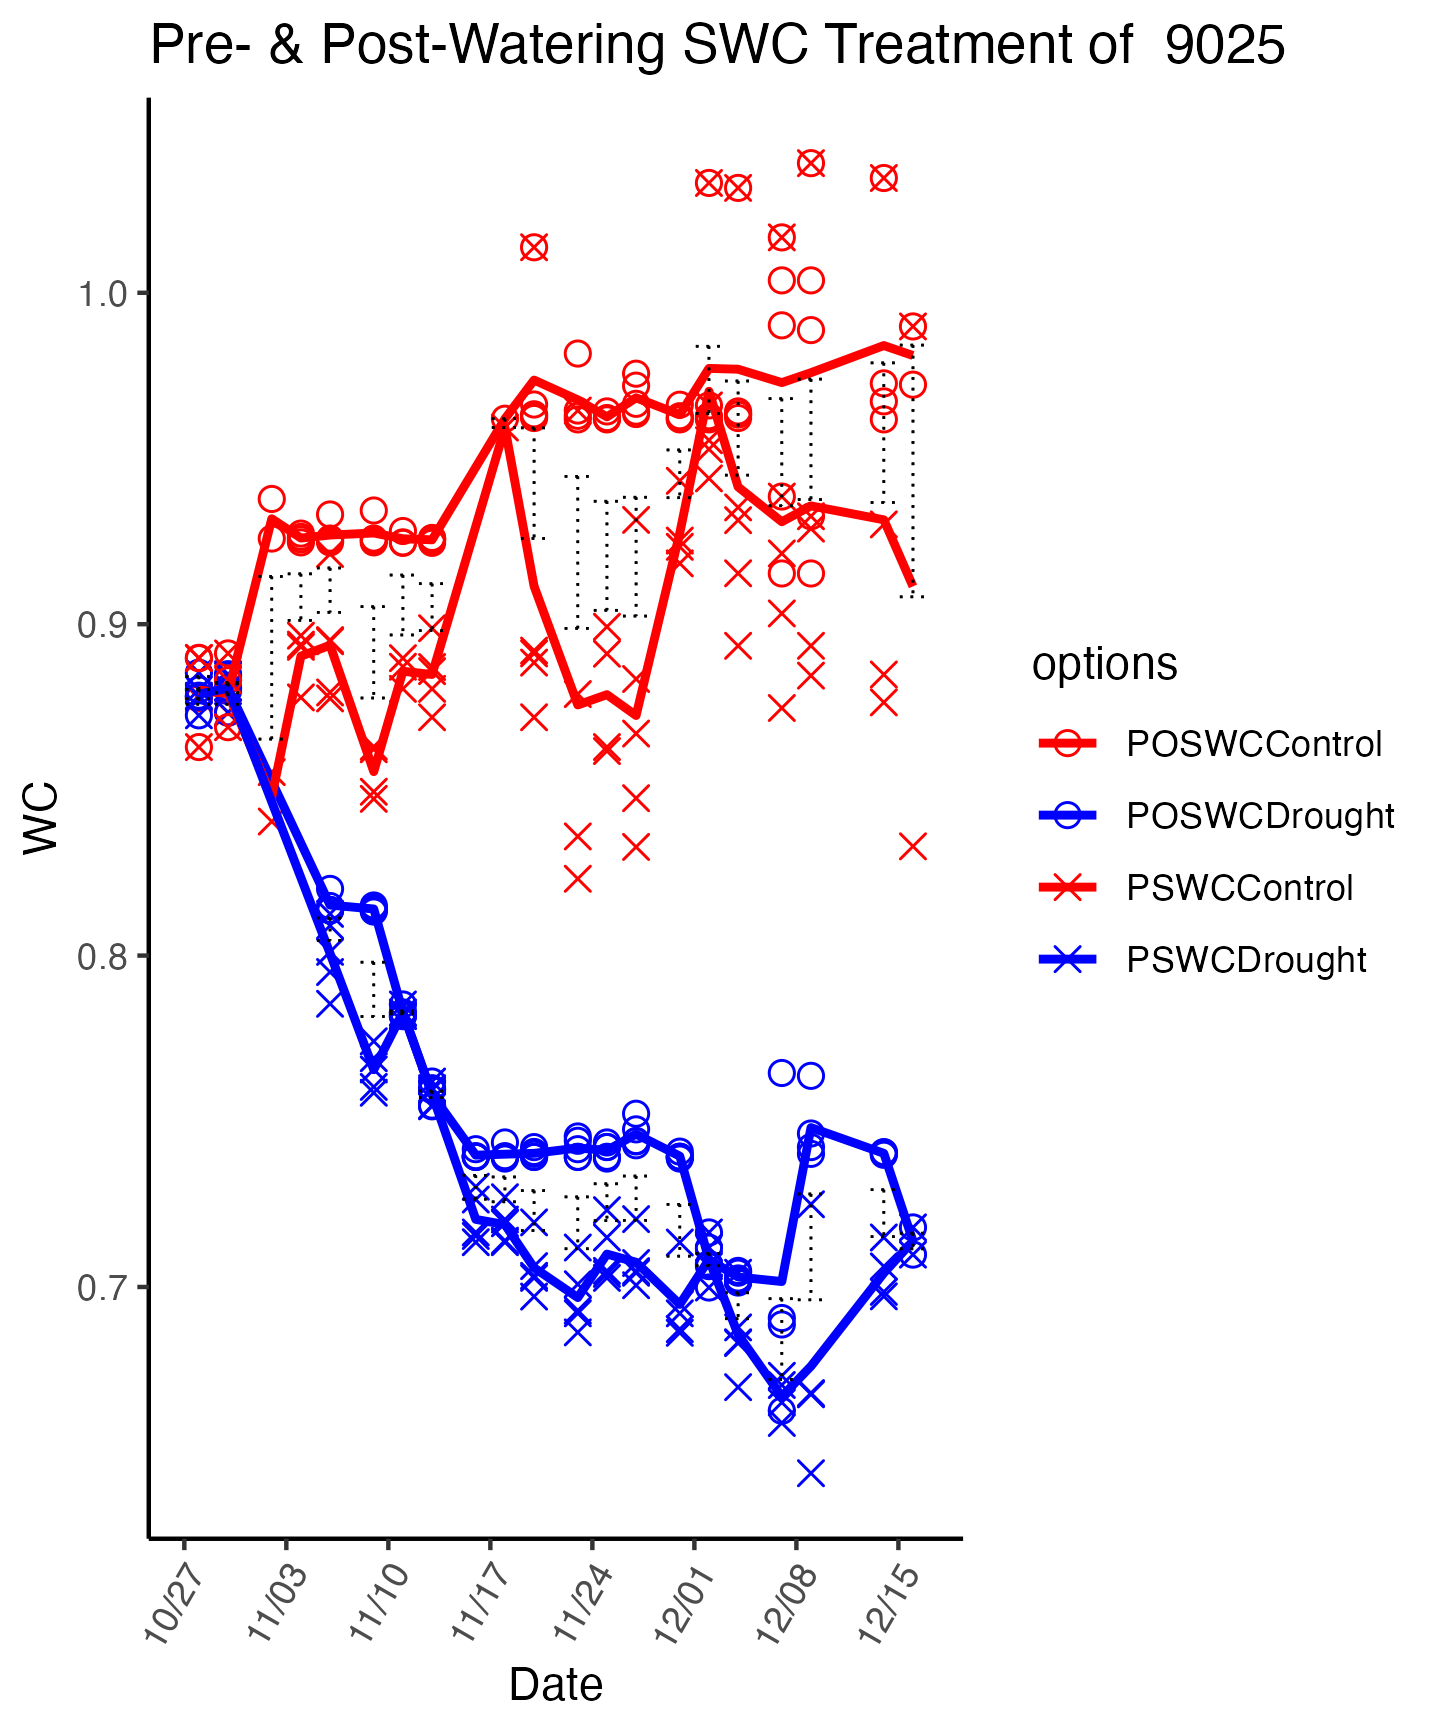 Pre- & Post-Watering SWC Treatment of  9025
1.0
0.9
0.8
0.7
WC
10/27
11/03
11/10
11/17
11/24
12/01
12/08
12/15
Date
options
POSWCControl
POSWCDrought
PSWCControl
PSWCDrought